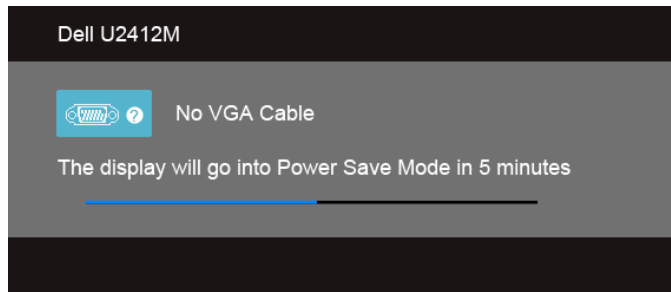 Dell U2412M
No VGA Cable
The display will go into Power Save Mode in 5 minutes